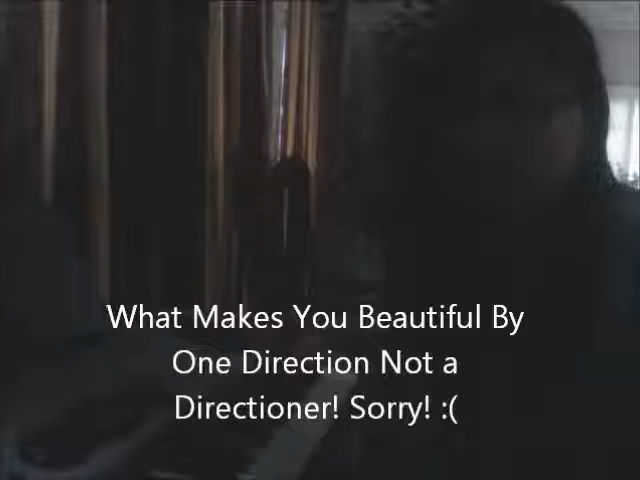 What Makes You Beautiful By
One Direction Not a
Directioner! Sorry! :(